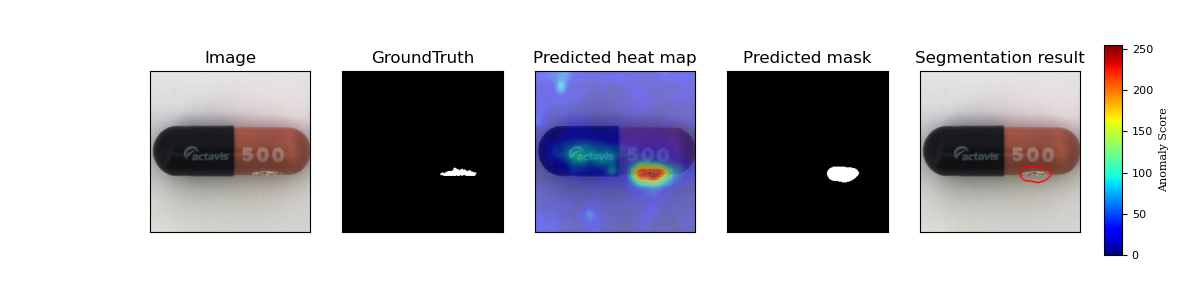 Image
GroundTruth
Predicted heat map
Predicted mask
Segmentation result
actavis 500
actavis 500
actavis 500
250
200
150
100
50
0
Anomaly Score